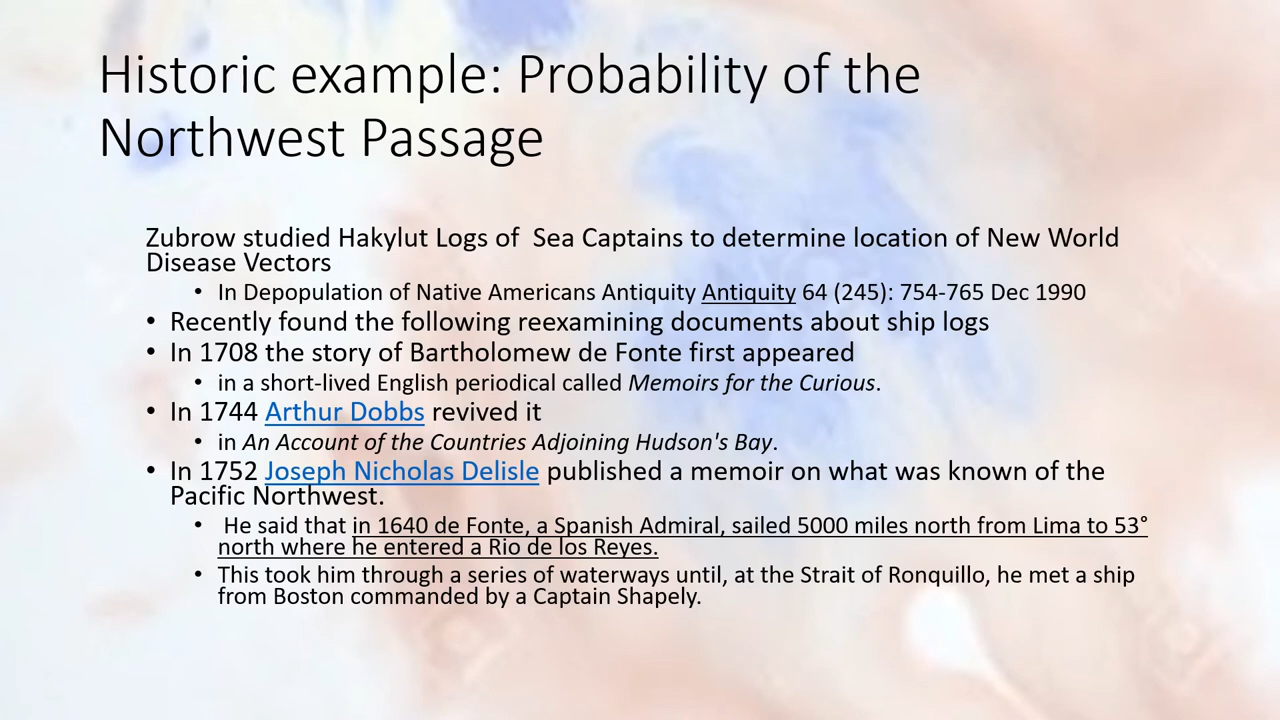 Historic example: Probability of the
Northwest Passage
Zubrow studied Hakylut Logs of  Sea Captains to determine location of New World
Disease Vectors
• In Depopulation of Native Americans Antiquity Antiquity 64 (245): 754-765 Dec 1990
• Recently found the following reexamining documents about ship logs
• In 1708 the story of Bartholomew de Fonte first appeared
• in a short-lived English periodical called Memoirs for the Curious.
• In 1744 Arthur Dobbs revived it
• in An Account of the Countries Adjoining Hudson's Bay.
• In 1752 Joseph Nicholas Delisle published a memoir on what was known of the
Pacific Northwest.
• He said that in 1640 de Fonte, a Spanish Admiral, sailed 5000 miles north from Lima to 53°
north where he entered a Rio de los Reyes.
• This took him through a series of waterways until, at the Strait of Ronquillo, he met a ship
from Boston commanded by a Captain Shapely.